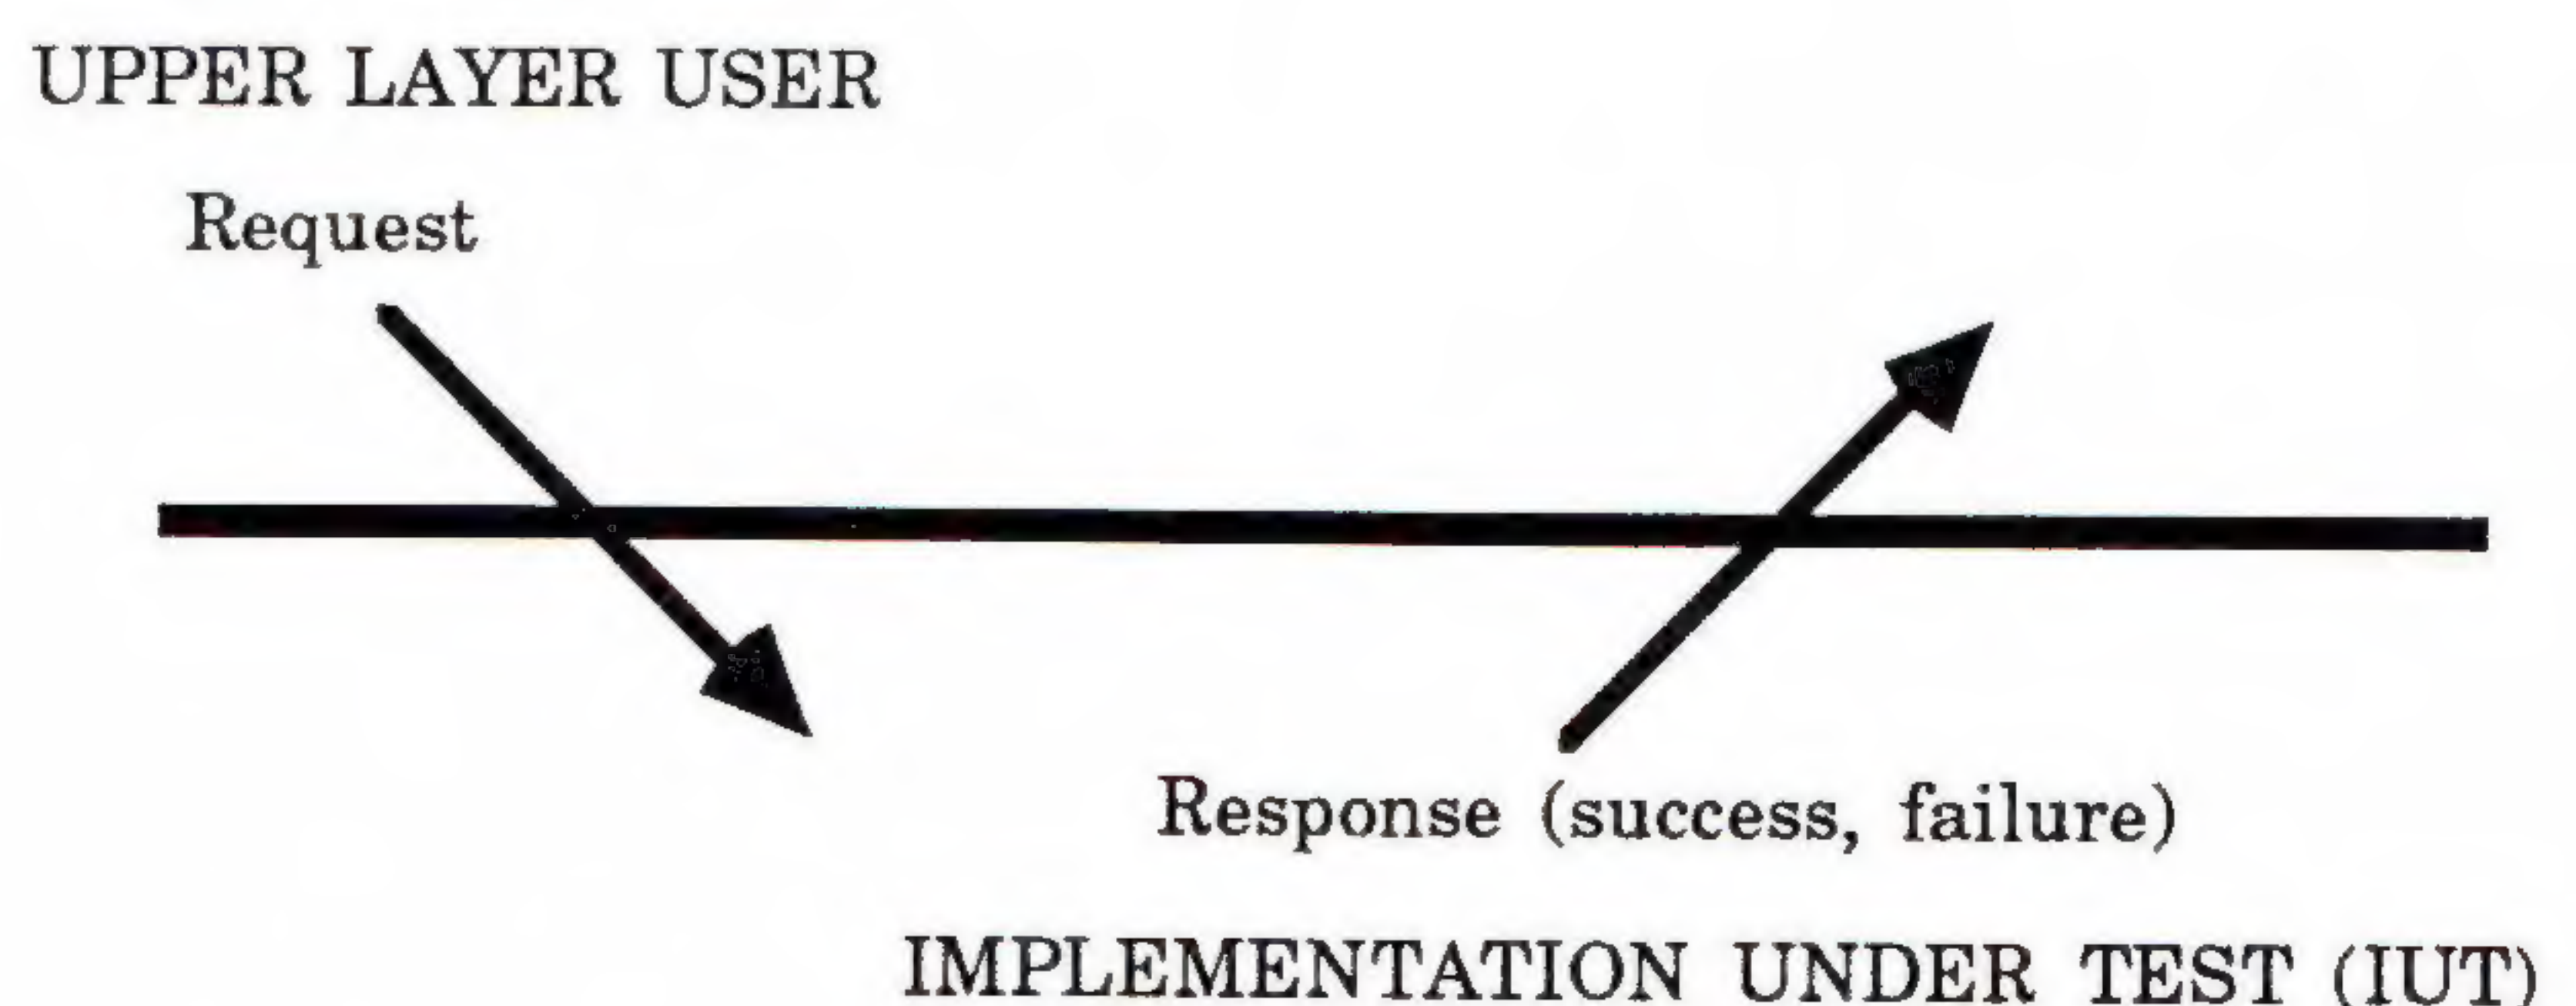 UPPER LAYER USER
Request
Response (success, failure)
IMPLEMENTATION UNDER TEST (IUT)